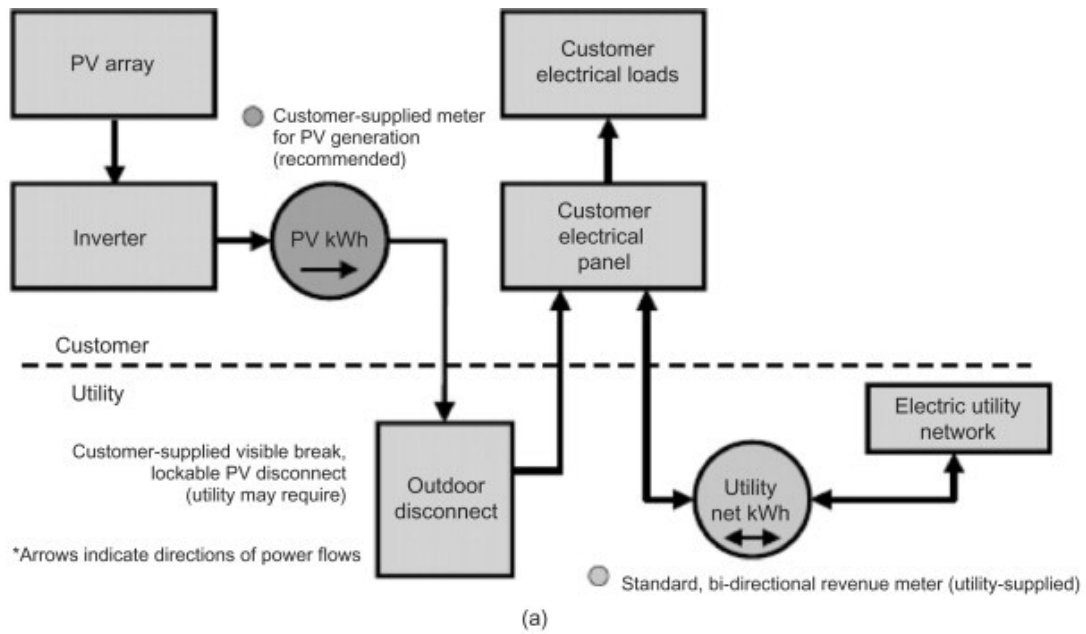 PV array
Customer
electrical loads
Customer-supplied meter
for PV generation
(recommended)
Inverter
PV kWh
Customer
electrical
panel
Customer
Utility
Electric utility
network
Customer-supplied visible break,
lockable PV disconnect
(utility may require)
Outdoor
disconnect
Utility
net kWh
*Arrows indicate directions of power flows
Standard, bi-directional revenue meter (utility-supplied)
(a)